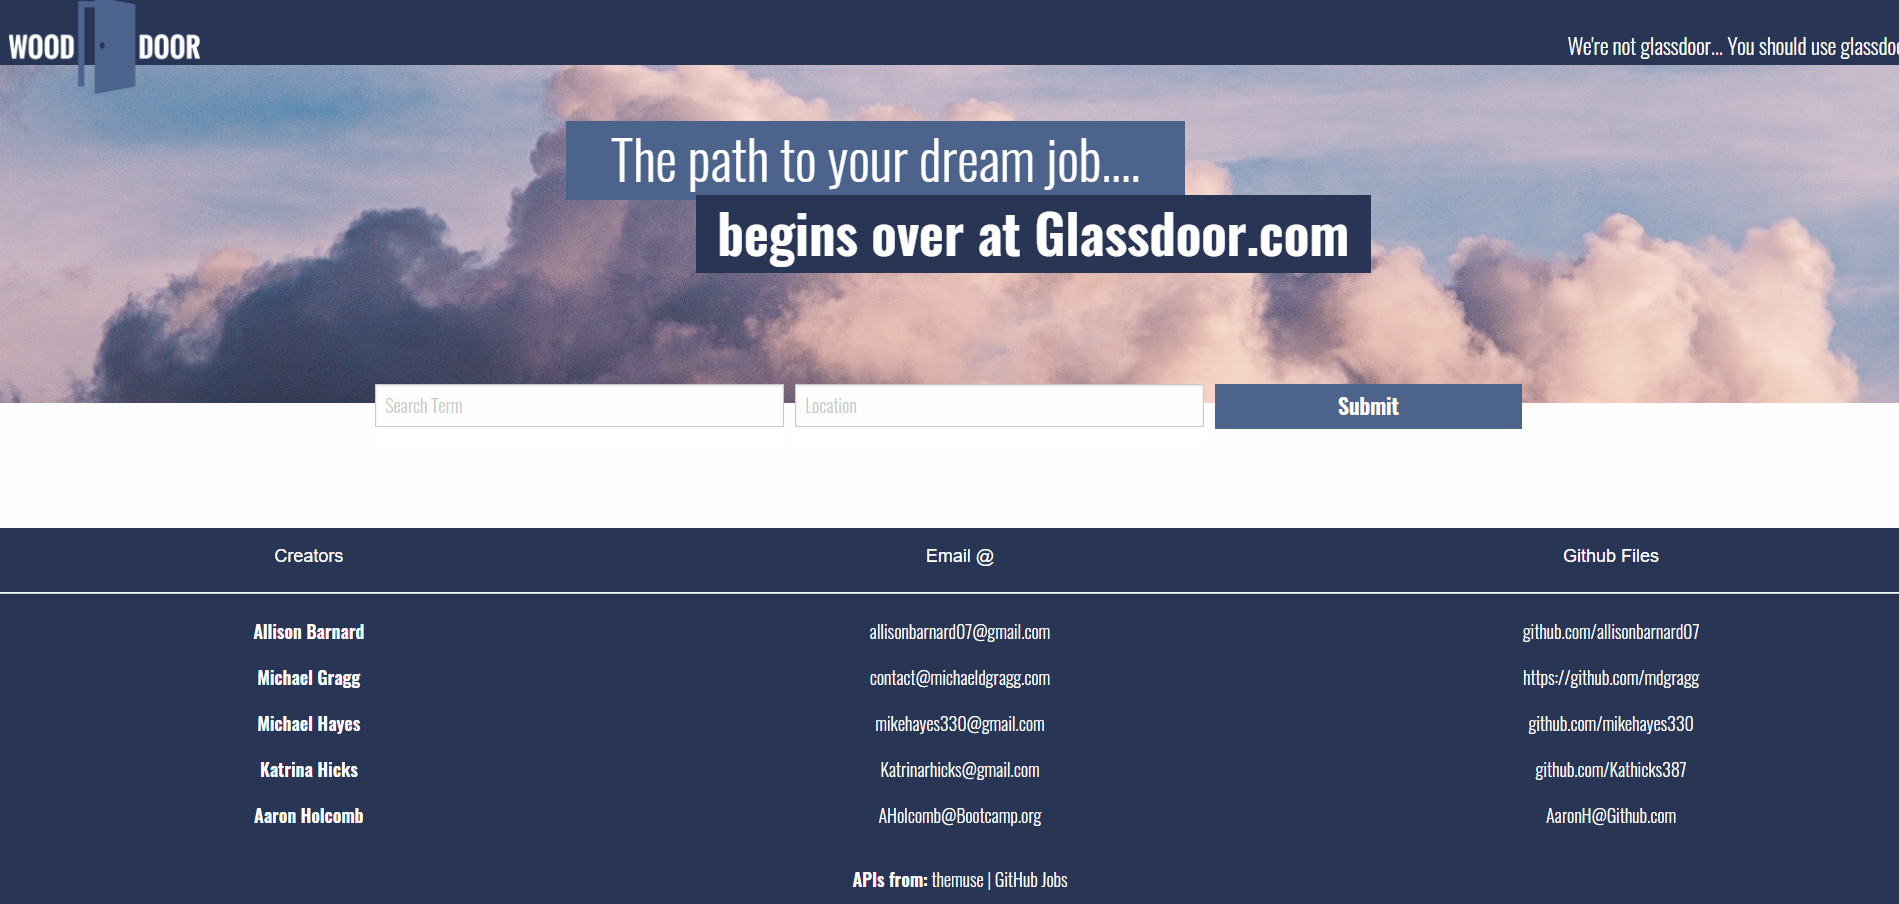 WOOD DOOR
We're not glassdoor... You should use glassdo
The path to your dream job....
begins over at Glassdoor.com
Search Term Location Submit
Creators Email @ Github Files
Allison Barnard allisonbarnard07@gmail.com github.com/allisonbarnard07
Michael Gragg contact@michaeldgragg.com https://github.com/mdgragg
Michael Hayes mikehayes330@gmail.com github.com/mikehayes330
Katrina Hicks Katrinarhicks@gmail.com github.com/Kathicks387
Aaron Holcomb AHolcomb@Bootcamp.org AaronH@Github.com
APIs from: themuse | GitHub Jobs